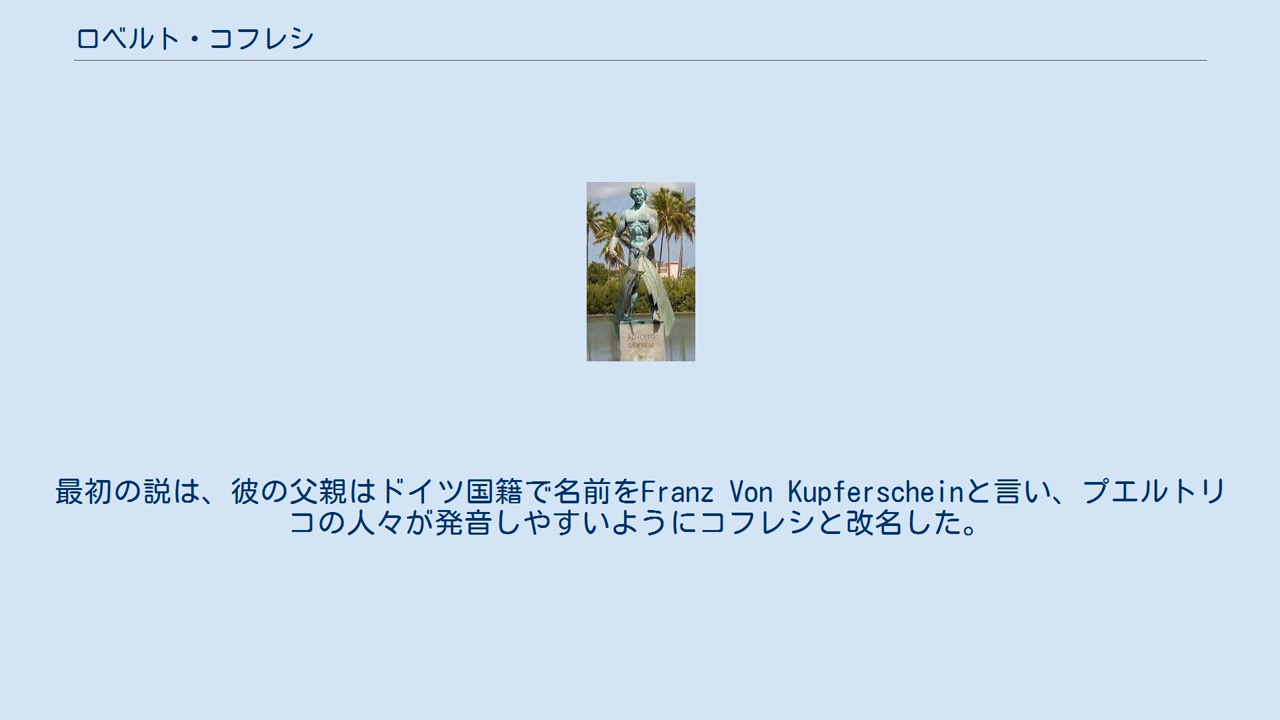 ロベルト・コフレシ
最初の説は、彼の父親はドイツ国籍で名前をFranz Von Kupferscheinと言い、プエルトリ
コの人々が発音しやすいようにコフレシと改名した。